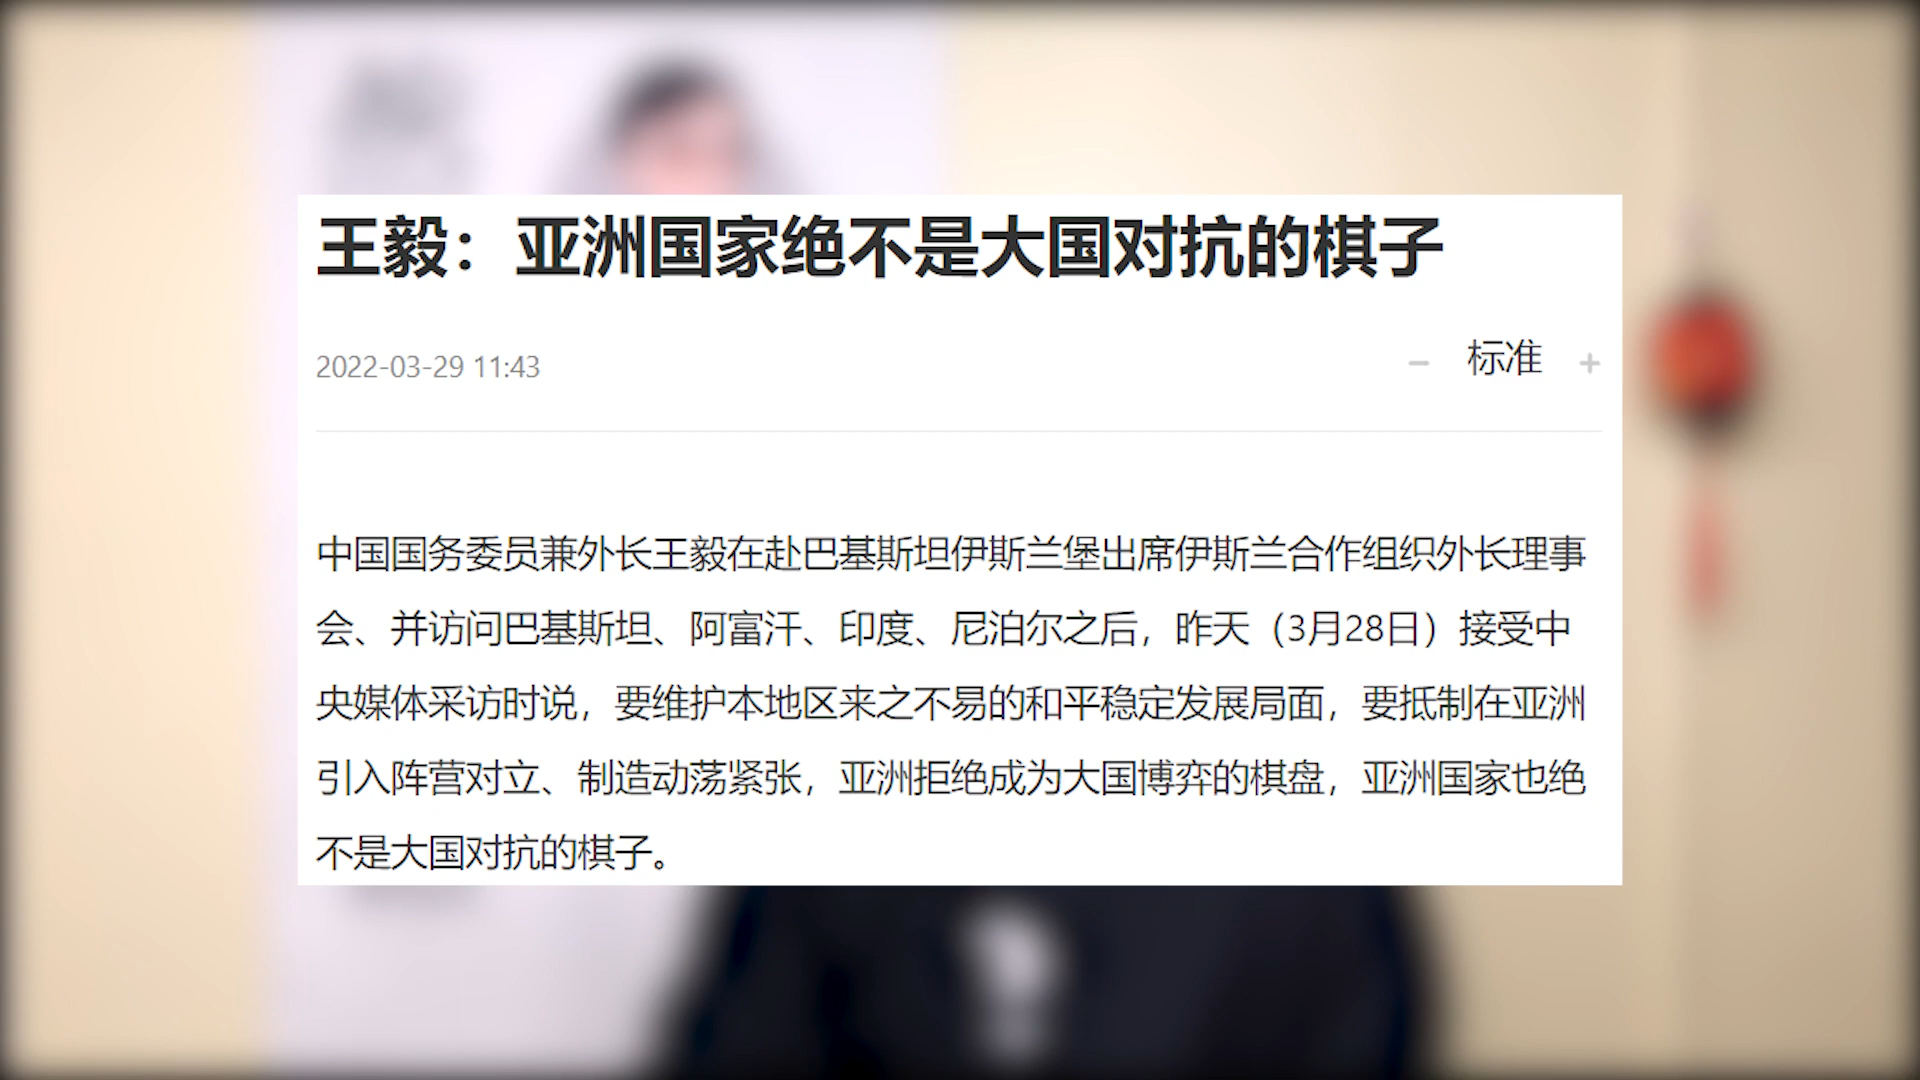 王毅：亚洲国家绝不是大国对抗的棋子
2022-03-29 11:43
− 标准 +
中国国务委员兼外长王毅在赴巴基斯坦伊斯兰堡出席伊斯兰合作组织外长理事
会、并访问巴基斯坦、阿富汗、印度、尼泊尔之后，昨天（3月28日）接受中
央媒体采访时说，要维护本地区来之不易的和平稳定发展局面，要抵制在亚洲
引入阵营对立、制造动荡紧张，亚洲拒绝成为大国博弈的棋盘，亚洲国家也绝
不是大国对抗的棋子。